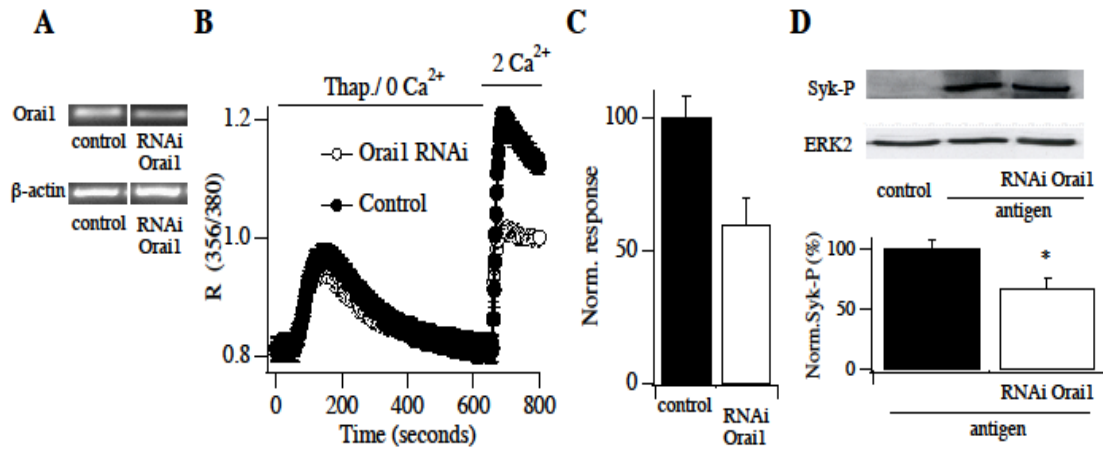 A
Orai1
control
RNAi
Orai1
β-actin
control
RNAi
Orai1
B
Thap./ 0 Ca²⁺
2 Ca²⁺
Orai1 RNAi
Control
R (356/380)
1.2
1.0
0.8
0
200
400
600
800
Time (seconds)
C
Norm. response
100
50
0
control
RNAi
Orai1
D
Syk-P
ERK2
control
RNAi Orai1
antigen
Norm.Syk-P (%)
100
50
0
*
RNAi Orai1
antigen